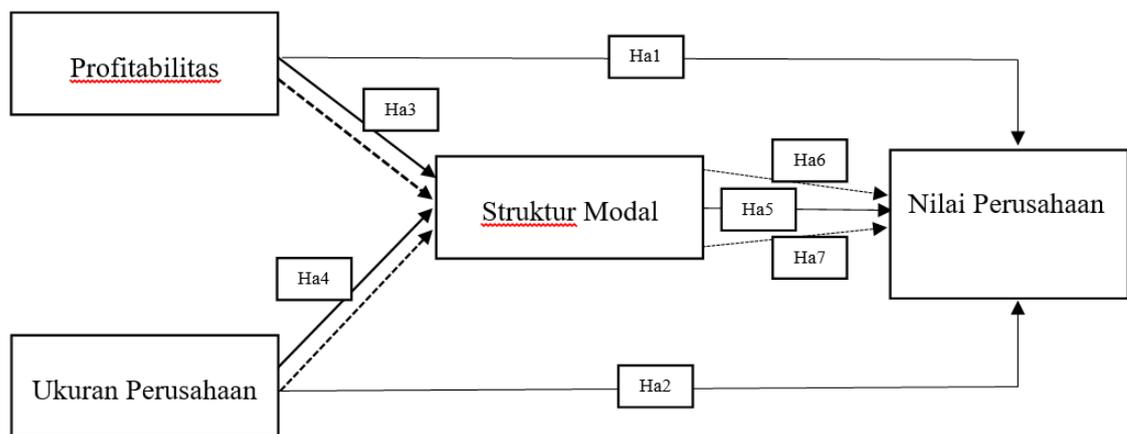 Profitabilitas
Ha1
Ha3
Struktur Modal
Ha6
Ha5
Ha7
Nilai Perusahaan
Ha4
Ukuran Perusahaan
Ha2